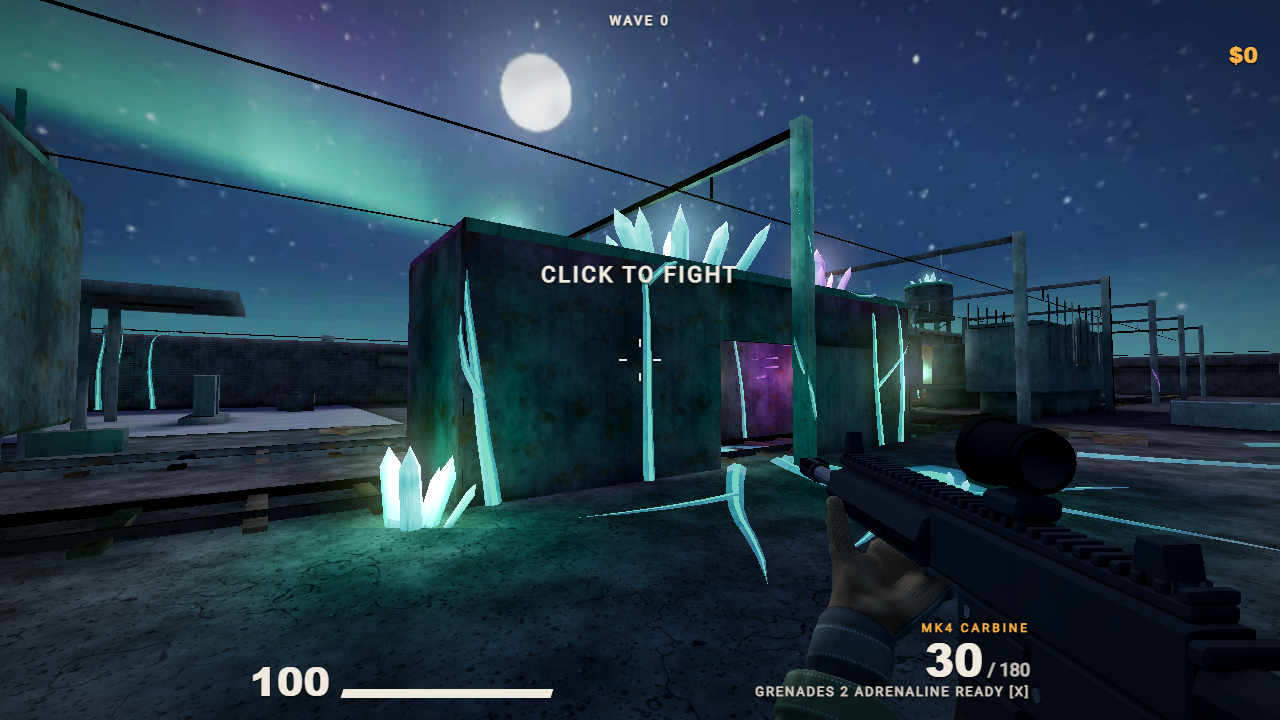 WAVE 0
$0
CLICK TO FIGHT
MK4 CARBINE
30 / 180
100
GRENADES 2 ADRENALINE READY [X]